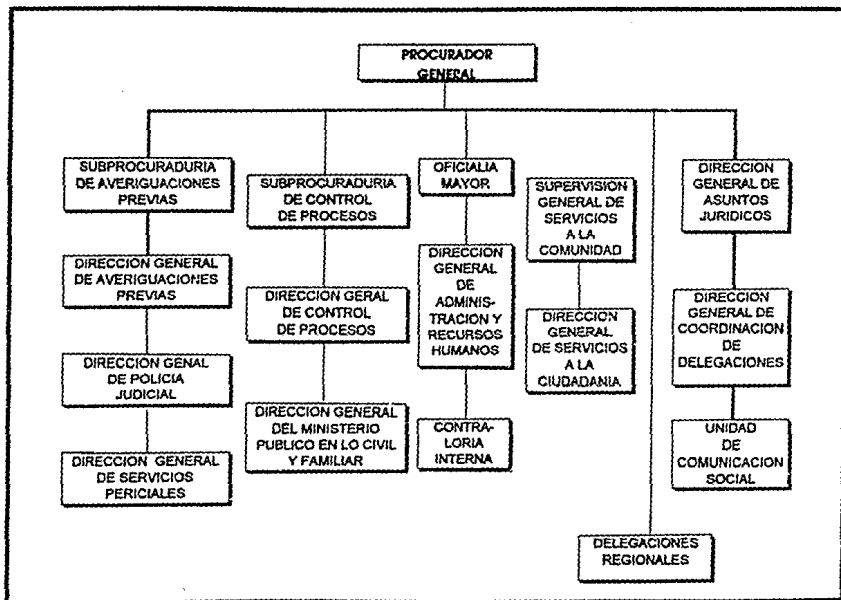 PROCURADOR
GENERAL
SUBPROCURADURIA
DE AVERIGUACIONES
PREVIAS
DIRECCION GENERAL
DE AVERIGUACIONES
PREVIAS
DIRECCION GENAL
DE POLICIA
JUDICIAL
DIRECCION GENERAL
DE SERVICIOS
PERICIALES
SUBPROCURADURIA
DE CONTROL
DE PROCESOS
DIRECCION GERAL
DE CONTROL
DE PROCESOS
DIRECCION GENERAL
DEL MINISTERIO
PUBLICO EN LO CIVIL
Y FAMILIAR
OFICIALIA
MAYOR
DIRECCION
GENERAL
DE
ADMINIS-
TRACION Y
RECURSOS
HUMANOS
CONTRA-
LORIA
INTERNA
SUPERVISION
GENERAL DE
SERVICIOS
A LA
COMUNIDAD
DIRECCION
GENERAL
DE SERVICIOS
A LA
CIUDADANIA
DELEGACIONES
REGIONALES
DIRECCION
GENERAL DE
ASUNTOS
JURIDICOS
DIRECCION
GENERAL DE
COORDINACION
DE
DELEGACIONES
UNIDAD
DE
COMUNICACION
SOCIAL